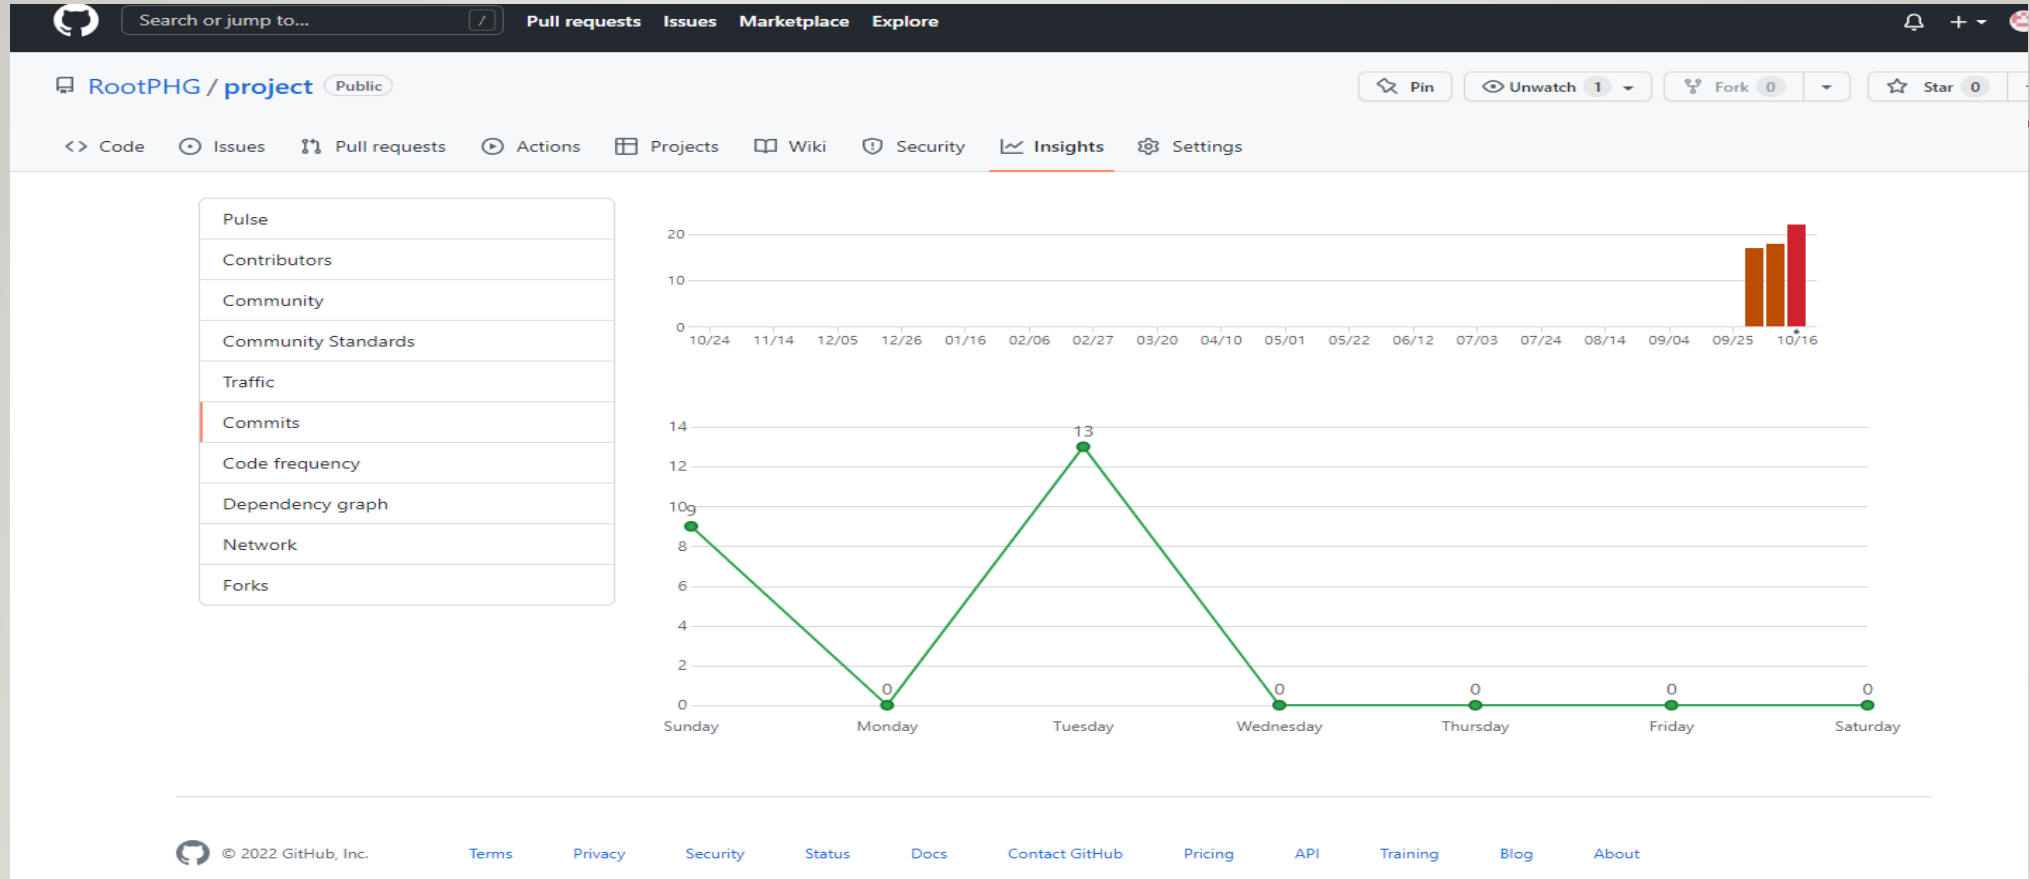 Search or jump to... / Pull requests Issues Marketplace Explore
RootPHG / project Public Pin Unwatch 1 Fork 0 Star 0
Code Issues Pull requests Actions Projects Wiki Security Insights Settings
Pulse
Contributors
Community
Community Standards
Traffic
Commits
Code frequency
Dependency graph
Network
Forks
20
10
0
10/24 11/14 12/05 12/26 01/16 02/06 02/27 03/20 04/10 05/01 05/22 06/12 07/03 07/24 08/14 09/04 09/25 10/16
14
13
12
10
9
8
6
4
2
0 0 0 0 0 0
Sunday Monday Tuesday Wednesday Thursday Friday Saturday
© 2022 GitHub, Inc. Terms Privacy Security Status Docs Contact GitHub Pricing API Training Blog About